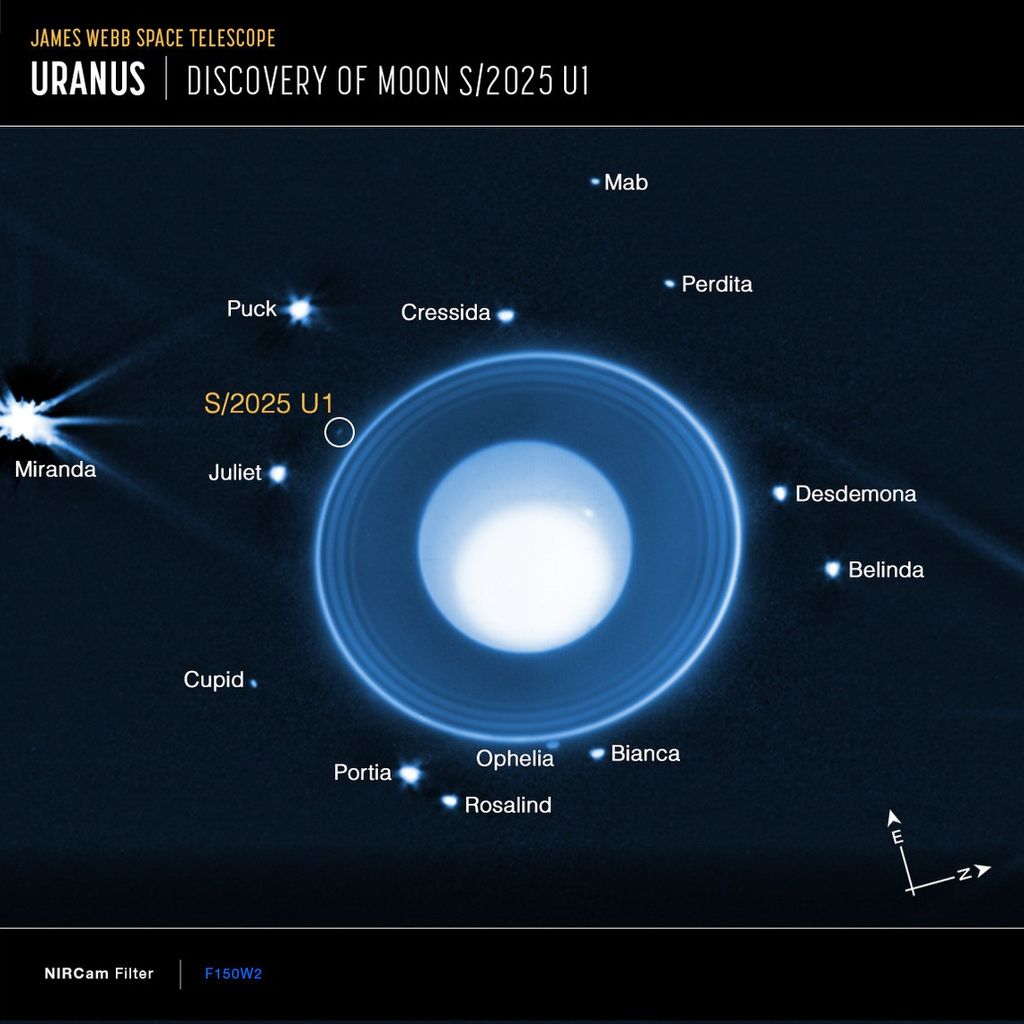 JAMES WEBB SPACE TELESCOPE
URANUS | DISCOVERY OF MOON S/2025 U1
Mab
Perdita
Puck
Cressida
S/2025 U1
Miranda
Juliet
Desdemona
Belinda
Cupid
Ophelia
Bianca
Portia
Rosalind
E
N
NIRCam Filter | F150W2